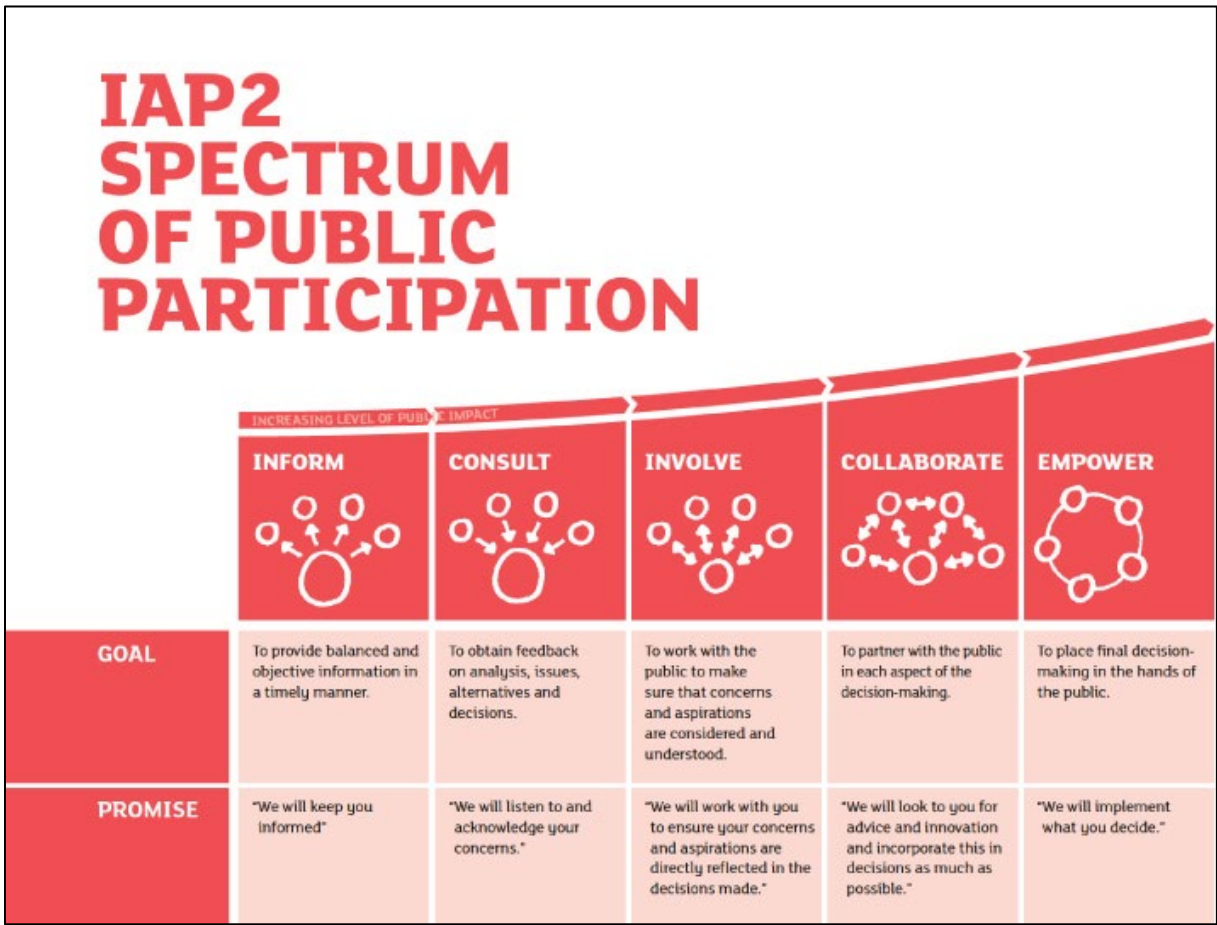 IAP2
SPECTRUM
OF PUBLIC
PARTICIPATION
INCREASING LEVEL OF PUBLIC IMPACT
INFORM
CONSULT
INVOLVE
COLLABORATE
EMPOWER
GOAL
To provide balanced and
objective information in
a timely manner.
To obtain feedback
on analysis, issues,
alternatives and
decisions.
To work with the
public to make
sure that concerns
and aspirations
are considered and
understood.
To partner with the public
in each aspect of the
decision-making.
To place final decision-
making in the hands of
the public.
PROMISE
"We will keep you
informed"
"We will listen to and
acknowledge your
concerns."
"We will work with you
to ensure your concerns
and aspirations are
directly reflected in the
decisions made."
"We will look to you for
advice and innovation
and incorporate this in
decisions as much as
possible."
"We will implement
what you decide."